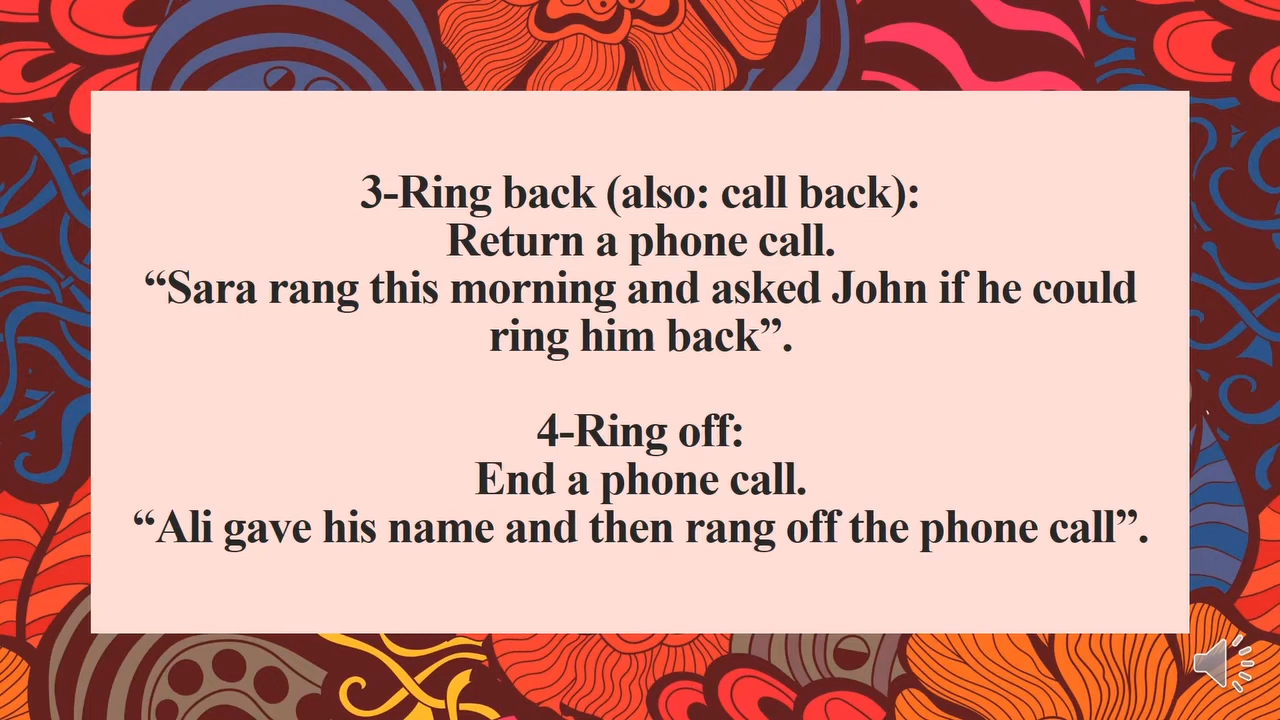 3-Ring back (also: call back):
Return a phone call.
“Sara rang this morning and asked John if he could
ring him back”.
4-Ring off:
End a phone call.
“Ali gave his name and then rang off the phone call”.